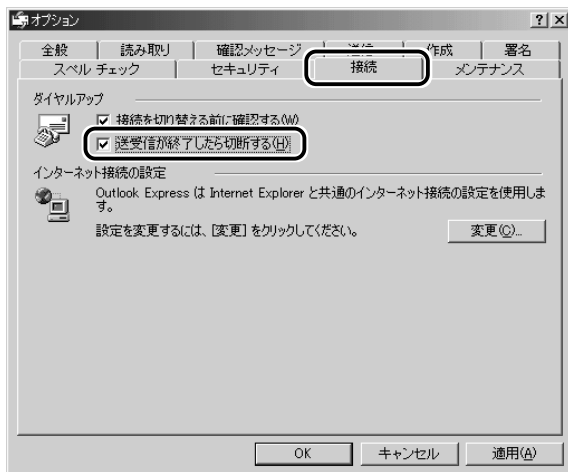 オプション
全般 読み取り 確認メッセージ 作成 署名
スペル チェック セキュリティ 接続 メンテナンス
ダイヤルアップ
接続を切り替える前に確認する(W)
送受信が終了したら切断する(H)
インターネット接続の設定
Outlook Express は Internet Explorer と共通のインターネット接続の設定を使用しま
す。
設定を変更するには、[変更] をクリックしてください。 変更(C)...
OK キャンセル 適用(A)